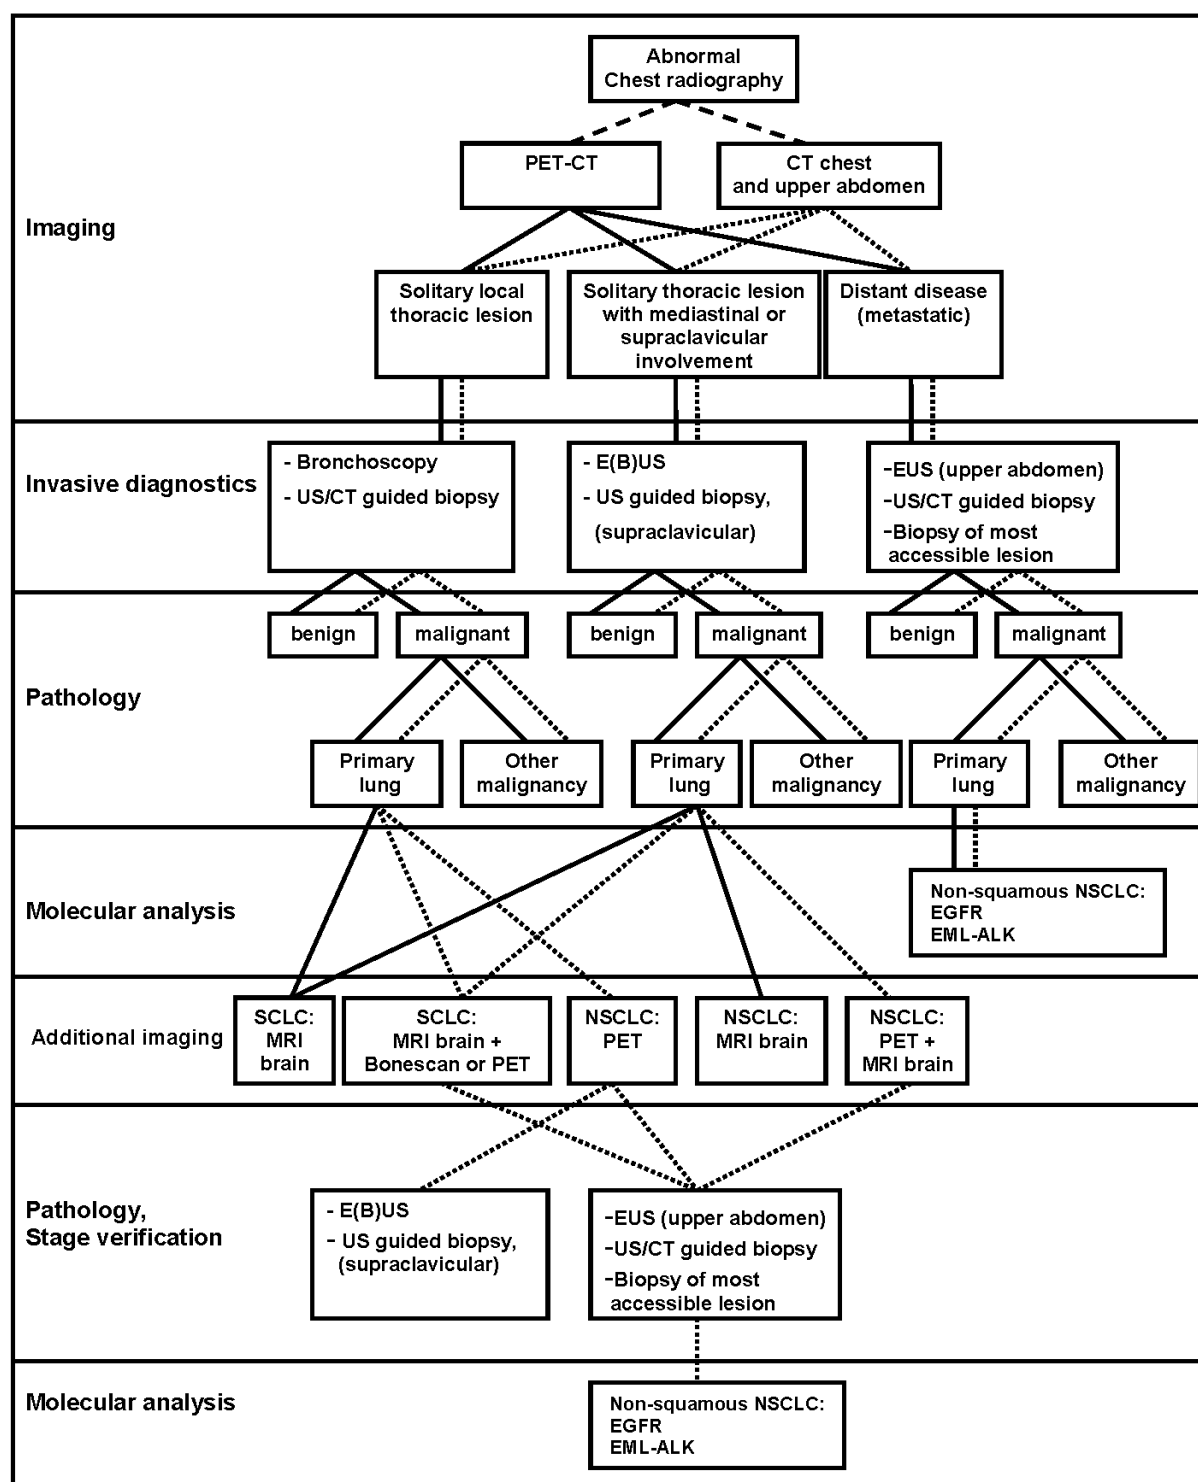 Abnormal
Chest radiography
PET-CT
CT chest
and upper abdomen
Imaging
Solitary local
thoracic lesion
Solitary thoracic lesion
with mediastinal or
supraclavicular
involvement
Distant disease
(metastatic)
Invasive diagnostics
- Bronchoscopy
- US/CT guided biopsy
- E(B)US
- US guided biopsy,
(supraclavicular)
-EUS (upper abdomen)
-US/CT guided biopsy
-Biopsy of most
accessible lesion
Pathology
benign
malignant
benign
malignant
benign
malignant
Primary
lung
Other
malignancy
Primary
lung
Other
malignancy
Primary
lung
Other
malignancy
Molecular analysis
Non-squamous NSCLC:
EGFR
EML-ALK
Additional imaging
SCLC:
MRI
brain
SCLC:
MRI brain +
Bonescan or PET
NSCLC:
PET
NSCLC:
MRI brain
NSCLC:
PET +
MRI brain
Pathology,
Stage verification
- E(B)US
- US guided biopsy,
(supraclavicular)
-EUS (upper abdomen)
-US/CT guided biopsy
-Biopsy of most
accessible lesion
Molecular analysis
Non-squamous NSCLC:
EGFR
EML-ALK